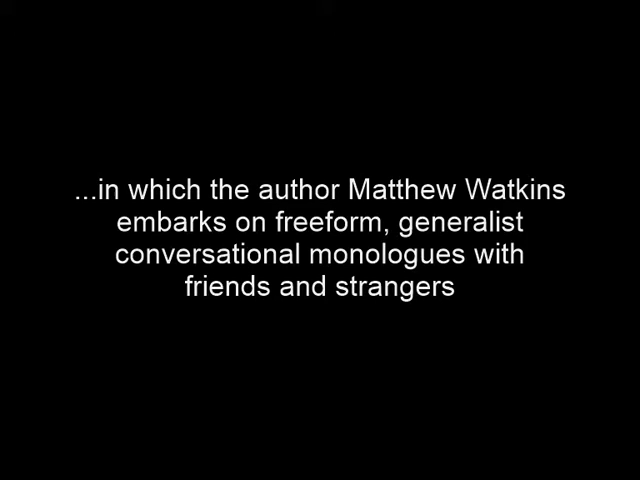 ...in which the author Matthew Watkins
embarks on freeform, generalist
conversational monologues with
friends and strangers